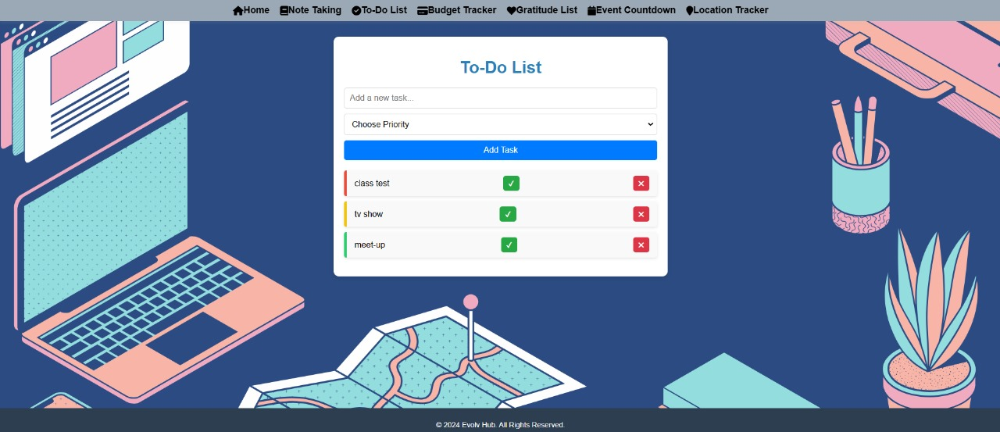 Home Note Taking To-Do List Budget Tracker Gratitude List Event Countdown Location Tracker
To-Do List
Add a new task...
Choose Priority
Add Task
class test
tv show
meet-up
© 2024 Evolv Hub. All Rights Reserved.